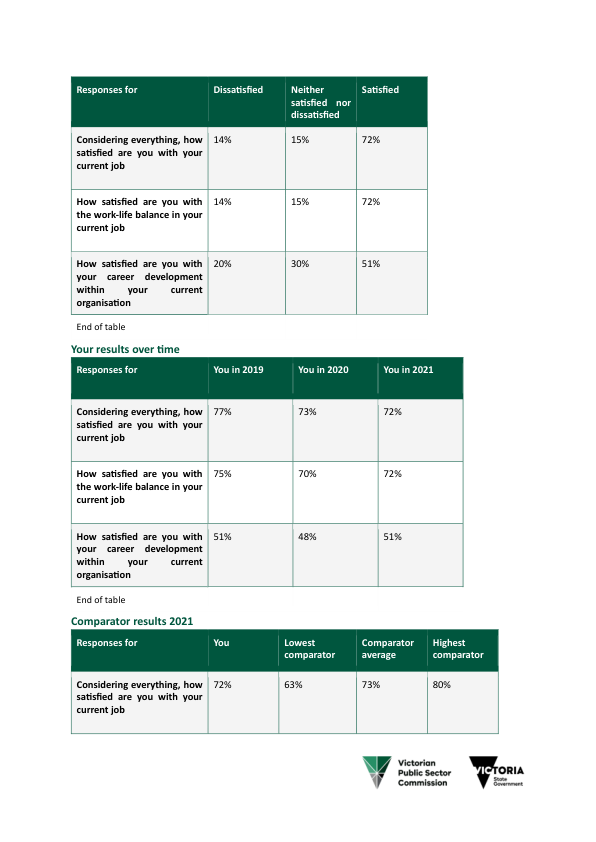 Responses for Dissatisfied Neither satisfied nor dissatisfied Satisfied
Considering everything, how satisfied are you with your current job 14% 15% 72%
How satisfied are you with the work-life balance in your current job 14% 15% 72%
How satisfied are you with your career development within your current organisation 20% 30% 51%
End of table
Your results over time
Responses for You in 2019 You in 2020 You in 2021
Considering everything, how satisfied are you with your current job 77% 73% 72%
How satisfied are you with the work-life balance in your current job 75% 70% 72%
How satisfied are you with your career development within your current organisation 51% 48% 51%
End of table
Comparator results 2021
Responses for You Lowest comparator Comparator average Highest comparator
Considering everything, how satisfied are you with your current job 72% 63% 73% 80%
Victorian Public Sector Commission
VICTORIA State Government